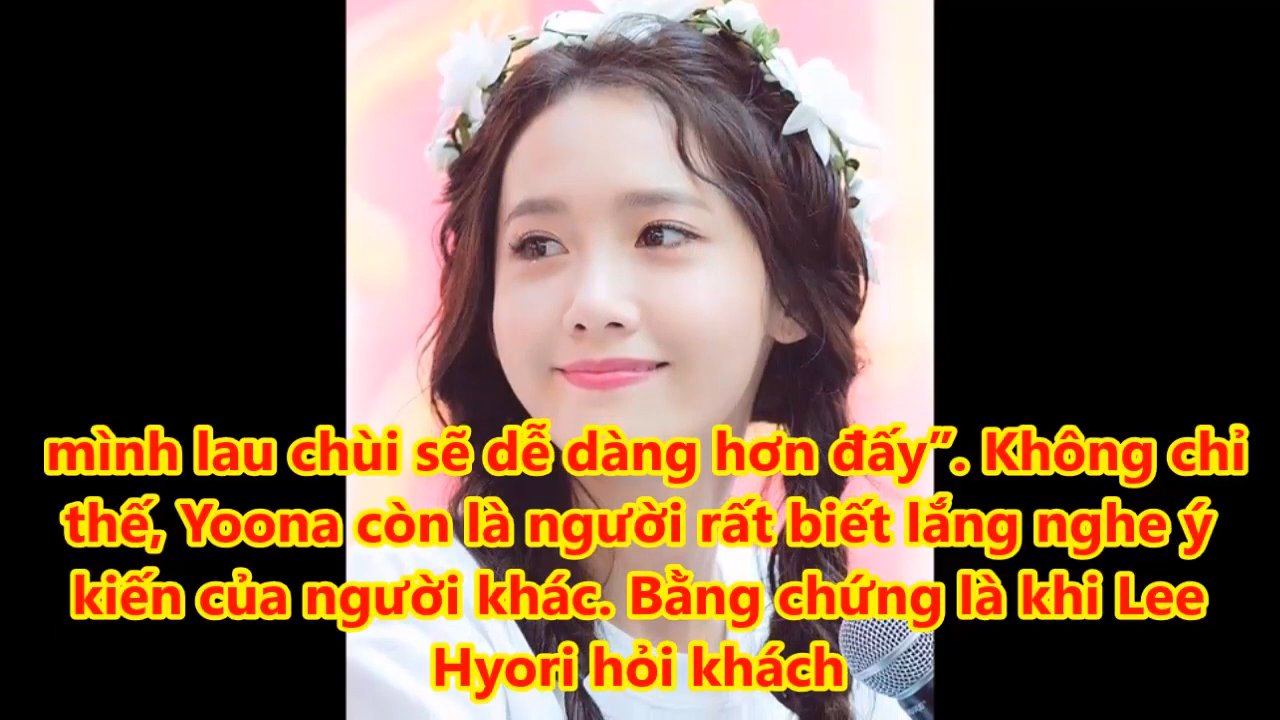 mình lau chùi sẽ dễ dàng hơn đấy”. Không chỉ
thế, Yoona còn là người rất biết lắng nghe ý
kiến của người khác. Bằng chứng là khi Lee
Hyori hỏi khách